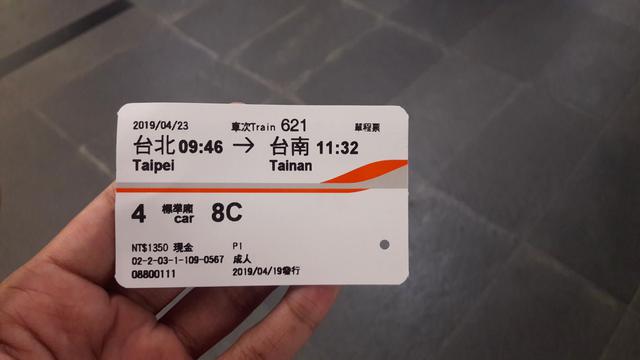 2019/04/23 車次Train 621 單程票
台北 09:46 → 台南 11:32
Taipei Tainan
4 標準廂 car 8C
NT$1350 現金 P1
02-2-03-1-109-0567 成人
08800111 2019/04/19發行